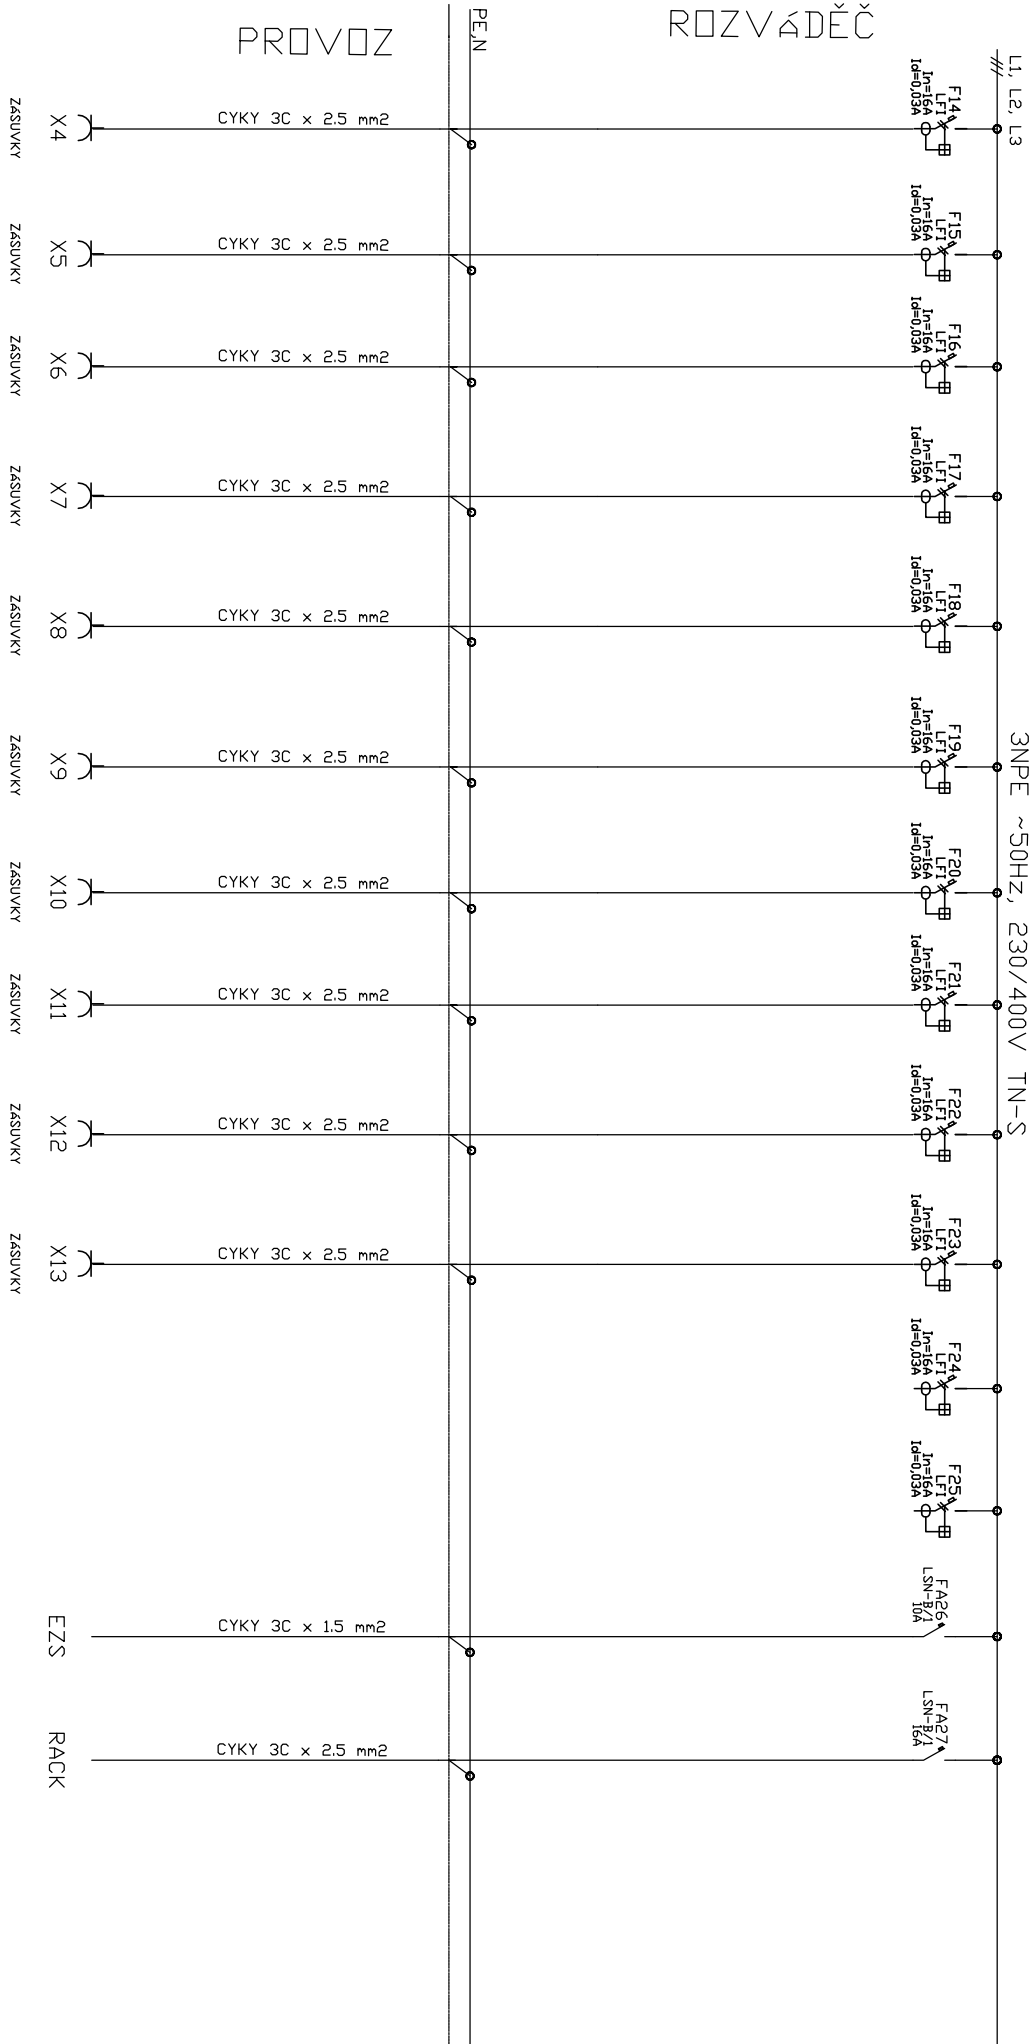 PROVOZ
ROZVáDĚČ
PE,N
L1, L2, L3
3NPE ~50Hz, 230/400V TN-S
F14
LFI
In=16A
Id=0,03A
CYKY 3C x 2.5 mm2
X4
ZáSUVKY
F15
LFI
In=16A
Id=0,03A
CYKY 3C x 2.5 mm2
X5
ZáSUVKY
F16
LFI
In=16A
Id=0,03A
CYKY 3C x 2.5 mm2
X6
ZáSUVKY
F17
LFI
In=16A
Id=0,03A
CYKY 3C x 2.5 mm2
X7
ZáSUVKY
F18
LFI
In=16A
Id=0,03A
CYKY 3C x 2.5 mm2
X8
ZáSUVKY
F19
LFI
In=16A
Id=0,03A
CYKY 3C x 2.5 mm2
X9
ZáSUVKY
F20
LFI
In=16A
Id=0,03A
CYKY 3C x 2.5 mm2
X10
ZáSUVKY
F21
LFI
In=16A
Id=0,03A
CYKY 3C x 2.5 mm2
X11
ZáSUVKY
F22
LFI
In=16A
Id=0,03A
CYKY 3C x 2.5 mm2
X12
ZáSUVKY
F23
LFI
In=16A
Id=0,03A
CYKY 3C x 2.5 mm2
X13
ZáSUVKY
F24
LFI
In=16A
Id=0,03A
F25
LFI
In=16A
Id=0,03A
FA26
LSN-B/1
10A
CYKY 3C x 1.5 mm2
EZS
FA27
LSN-B/1
16A
CYKY 3C x 2.5 mm2
RACK